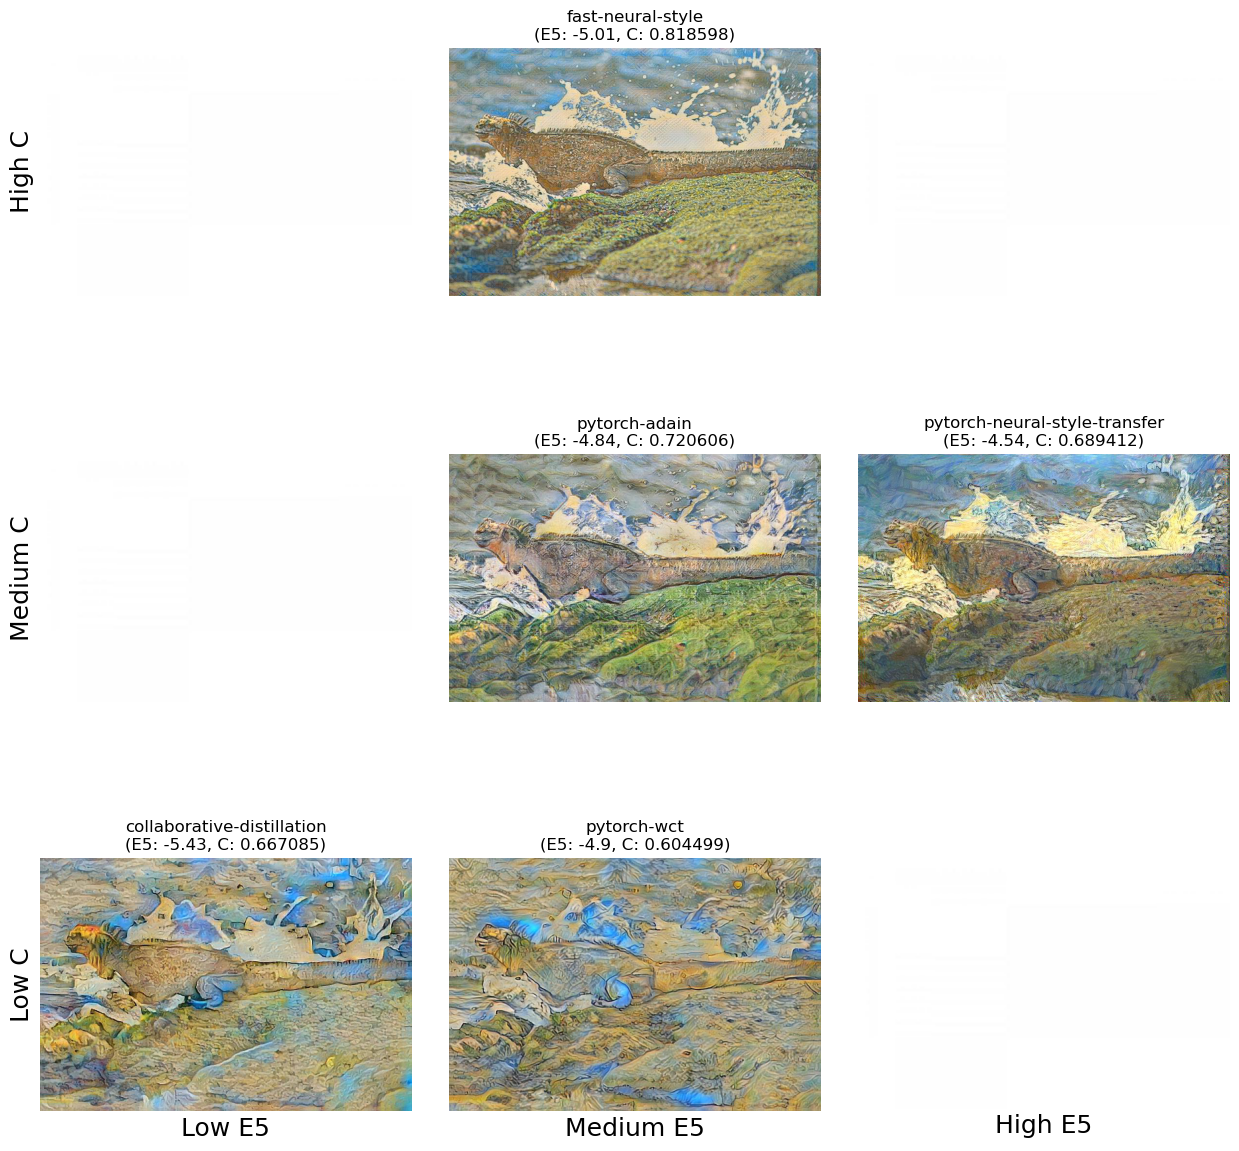 fast-neural-style
(E5: -5.01, C: 0.818598)
High C
pytorch-adain
(E5: -4.84, C: 0.720606)
pytorch-neural-style-transfer
(E5: -4.54, C: 0.689412)
Medium C
collaborative-distillation
(E5: -5.43, C: 0.667085)
pytorch-wct
(E5: -4.9, C: 0.604499)
Low C
Low E5
Medium E5
High E5